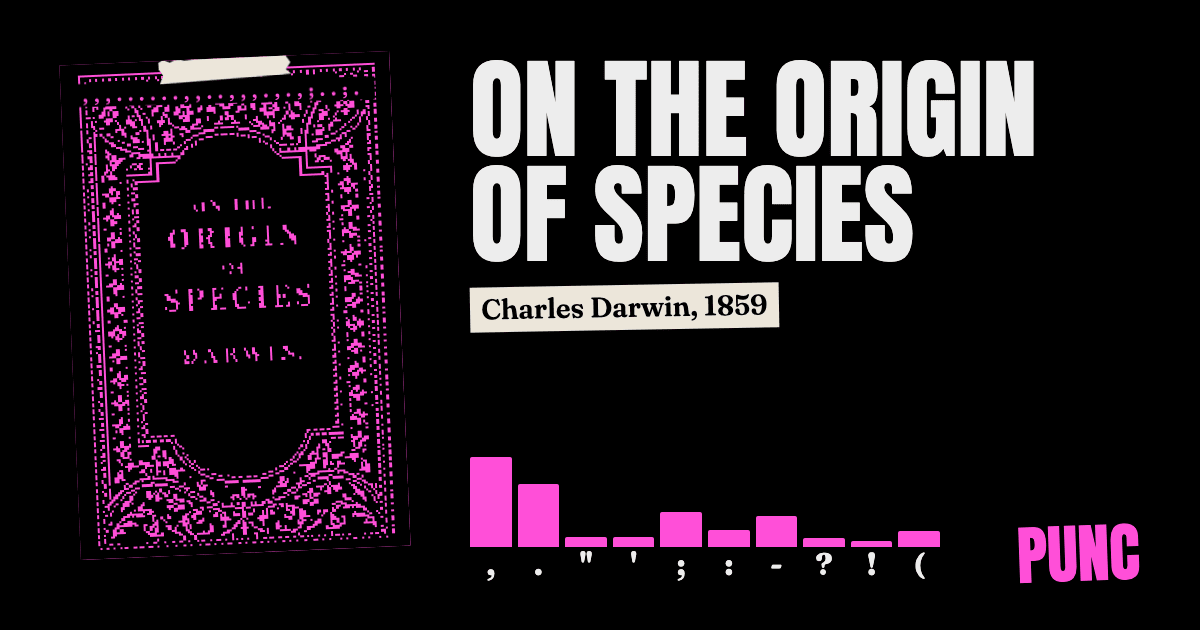 ON THE
ORIGIN
OF
SPECIES
DARWIN.
ON THE ORIGIN
OF SPECIES
Charles Darwin, 1859
, . " ' ; : - ? ! (
PUNC